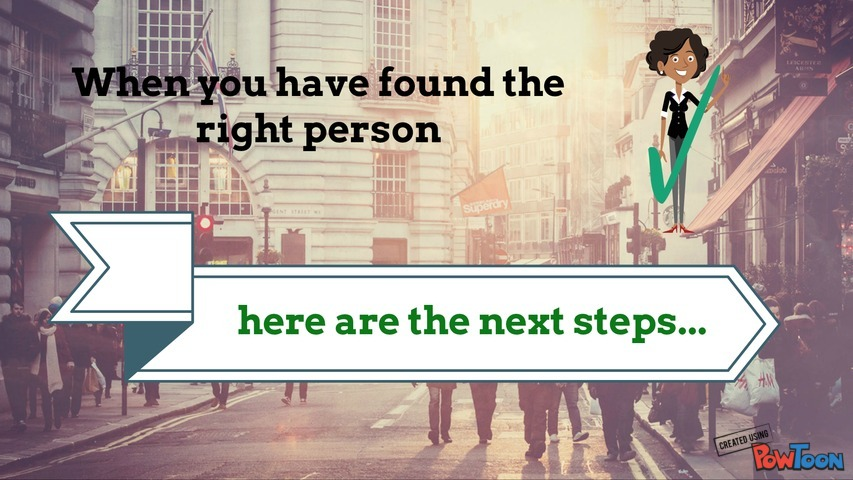 When you have found the
right person
here are the next steps...
Superdry
H&M
CREATED USING
POWTOON